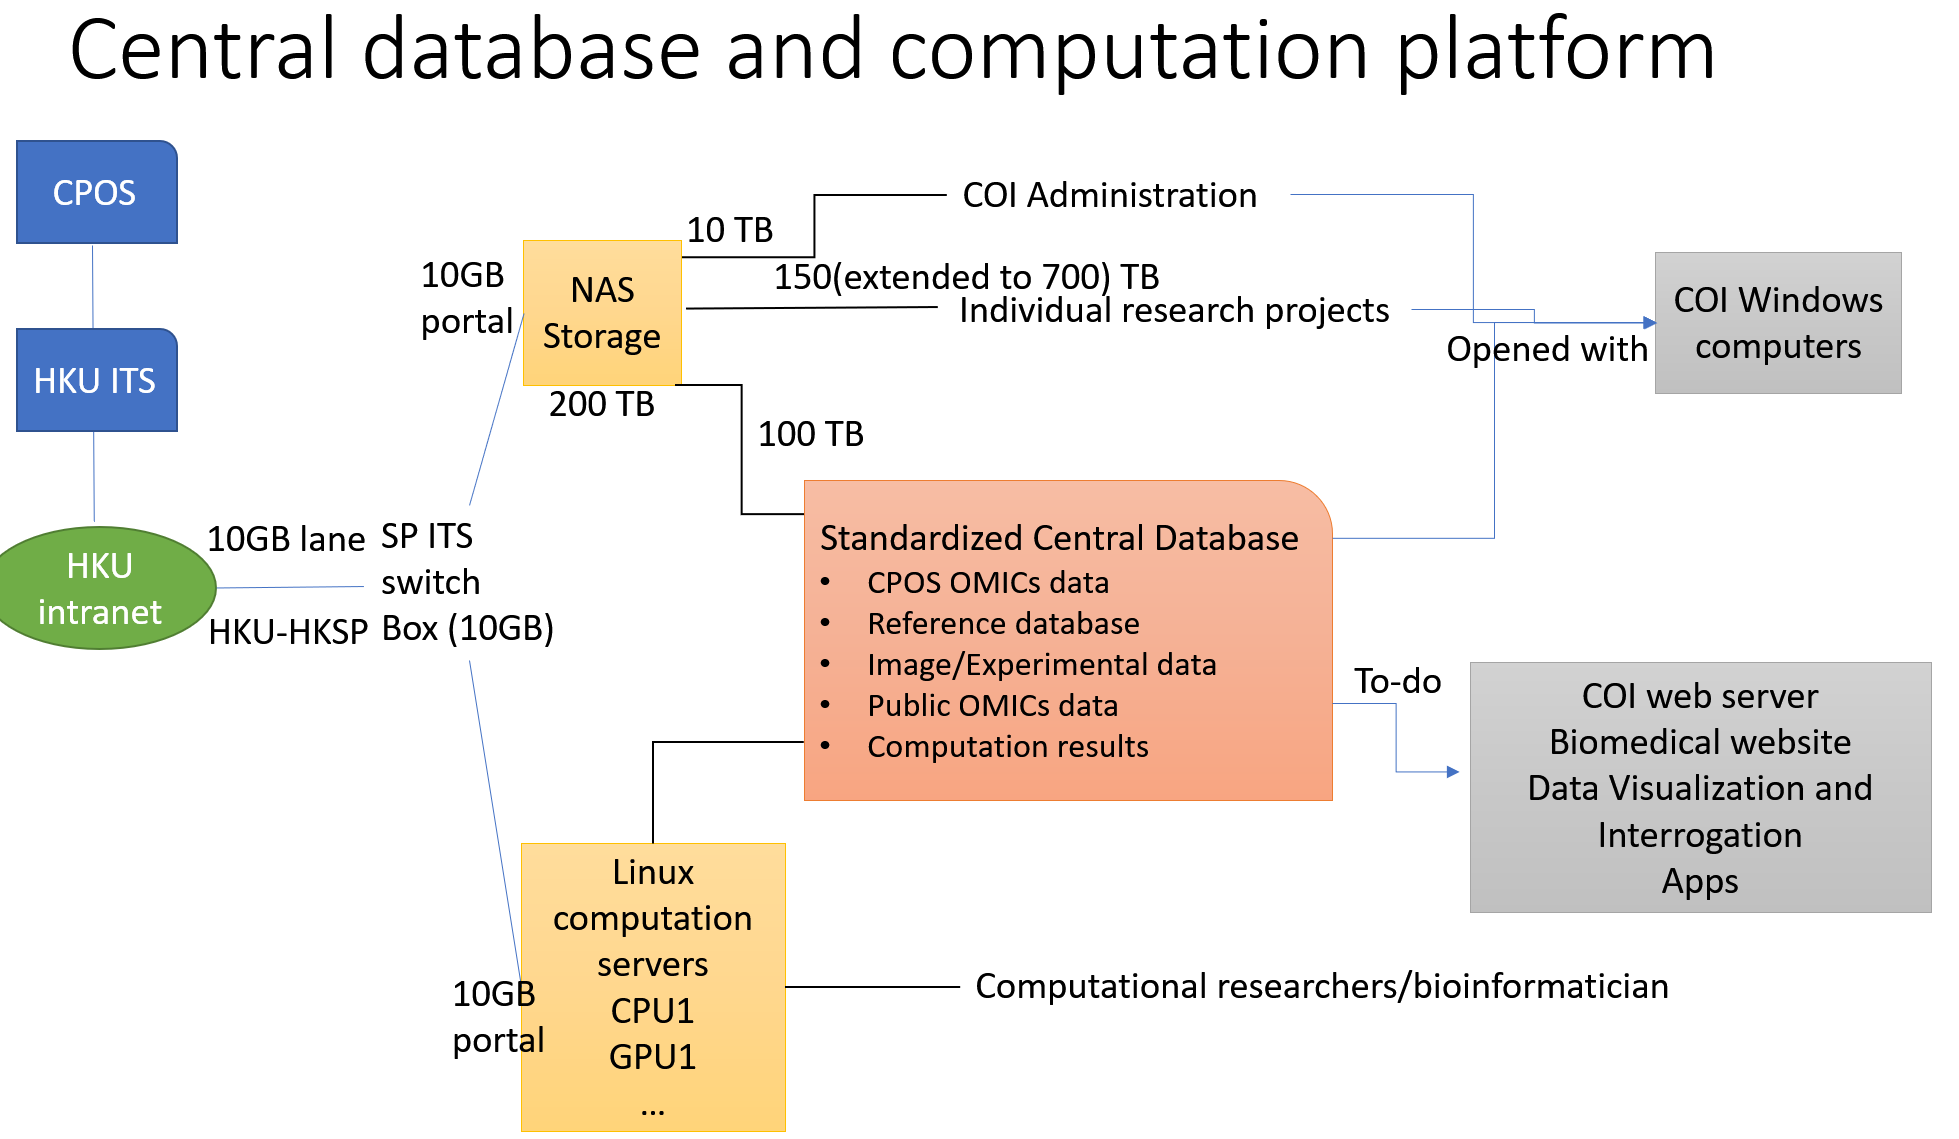 Central database and computation platform
CPOS
HKU ITS
HKU
intranet
10GB lane
HKU-HKSP
SP ITS
switch
Box (10GB)
10GB
portal
NAS
Storage
200 TB
10 TB
COI Administration
150(extended to 700) TB
Individual research projects
Opened with
COI Windows
computers
100 TB
Standardized Central Database
• CPOS OMICs data
• Reference database
• Image/Experimental data
• Public OMICs data
• Computation results
To-do
COI web server
Biomedical website
Data Visualization and
Interrogation
Apps
10GB
portal
Linux
computation
servers
CPU1
GPU1
...
Computational researchers/bioinformatician